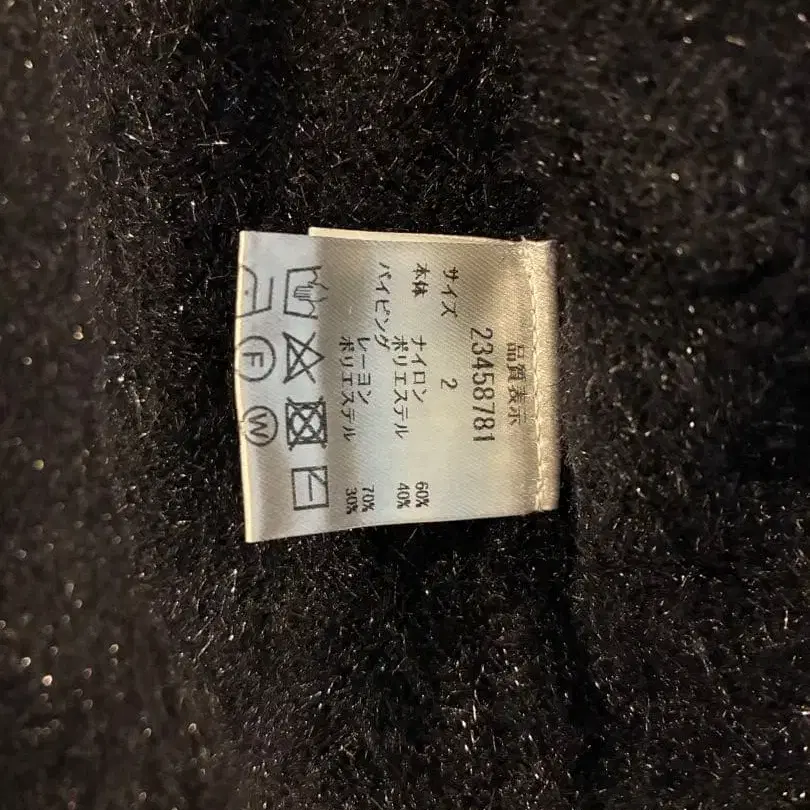 品質表示
23458781
サイズ 2
本体 ナイロン 60%
ポリエステル 40%
パイピング
レーヨン 70%
ポリエステル 30%
F W